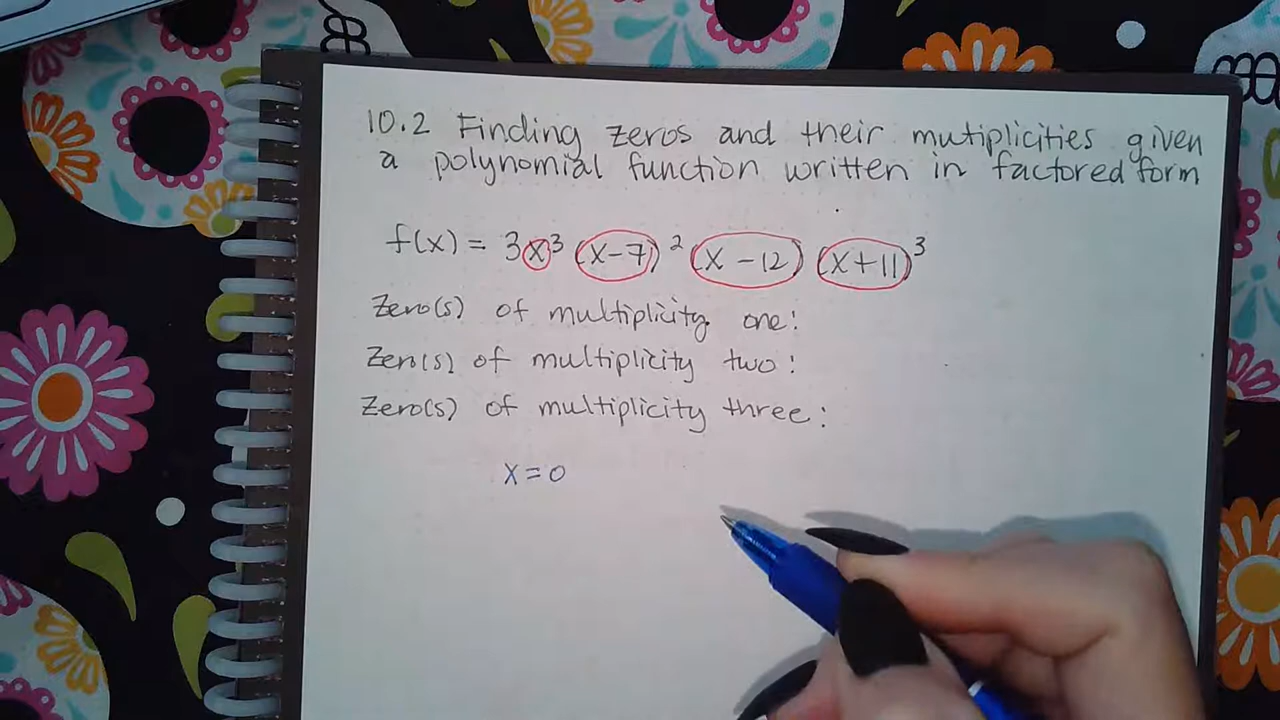 10.2 Finding zeros and their mutiplicities given
a polynomial function written in factored form
f(x) = 3x³ (x-7)² (x-12) (x+11)³
Zero(s) of multiplicity one:
Zero(s) of multiplicity two:
Zero(s) of multiplicity three:
x=0